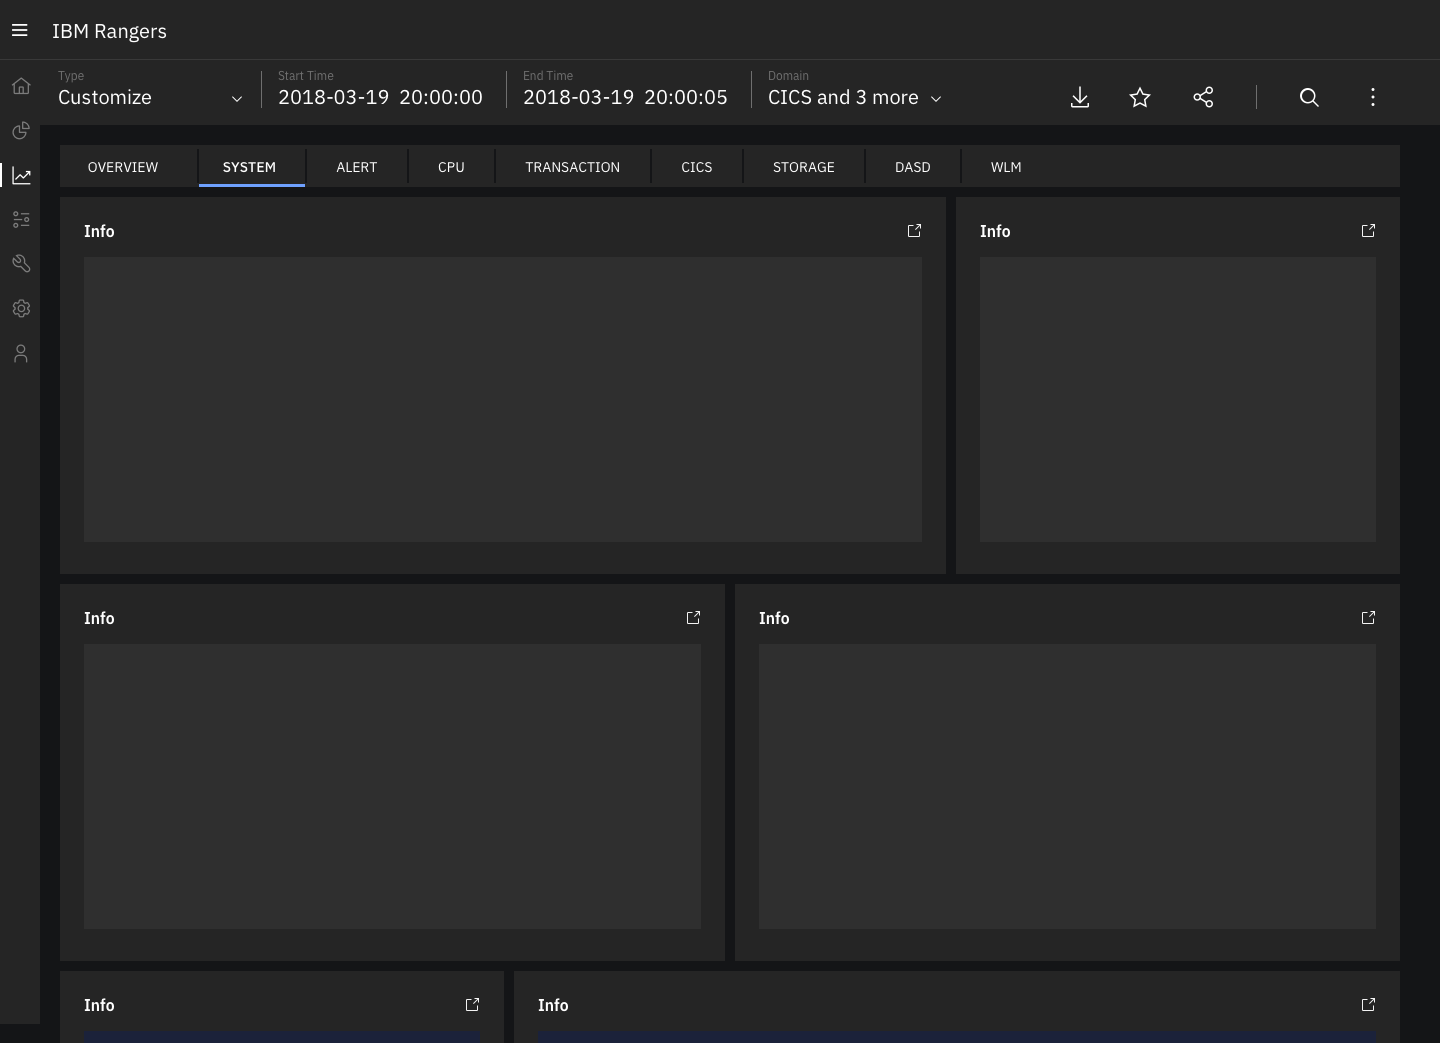 IBM Rangers
Type
Customize
Start Time
2018-03-19 20:00:00
End Time
2018-03-19 20:00:05
Domain
CICS and 3 more
OVERVIEW
SYSTEM
ALERT
CPU
TRANSACTION
CICS
STORAGE
DASD
WLM
Info
Info
Info
Info
Info
Info